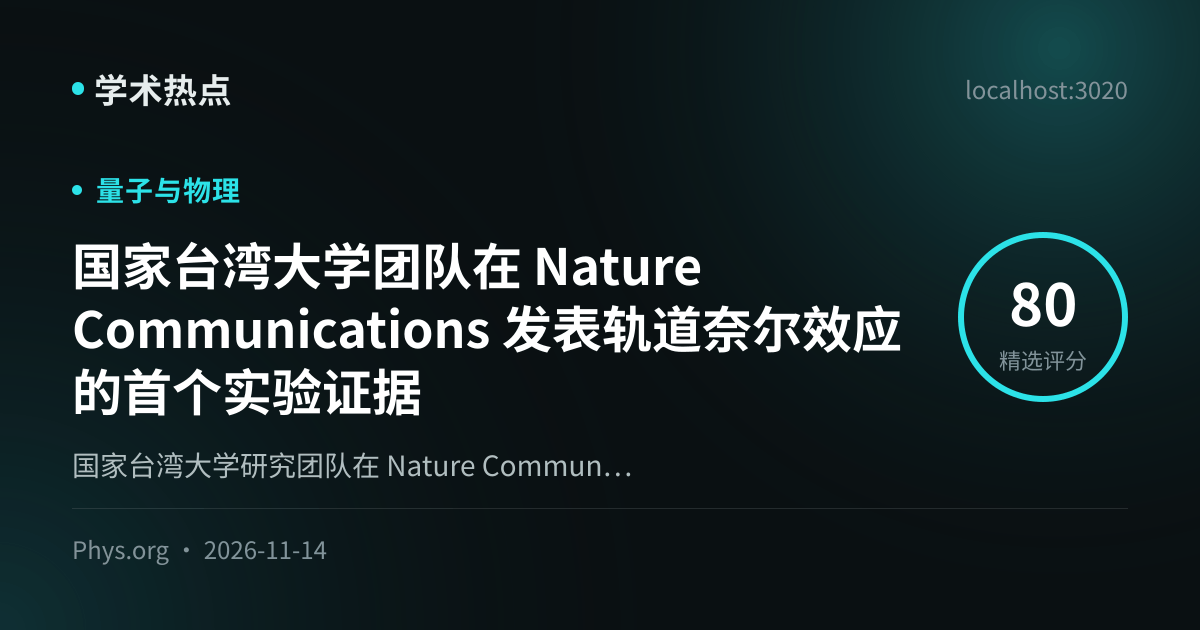 学术热点
localhost:3020
量子与物理
国家台湾大学团队在 Nature
Communications 发表轨道奈尔效应
的首个实验证据
80
精选评分
国家台湾大学研究团队在 Nature Commun…
Phys.org • 2026-11-14